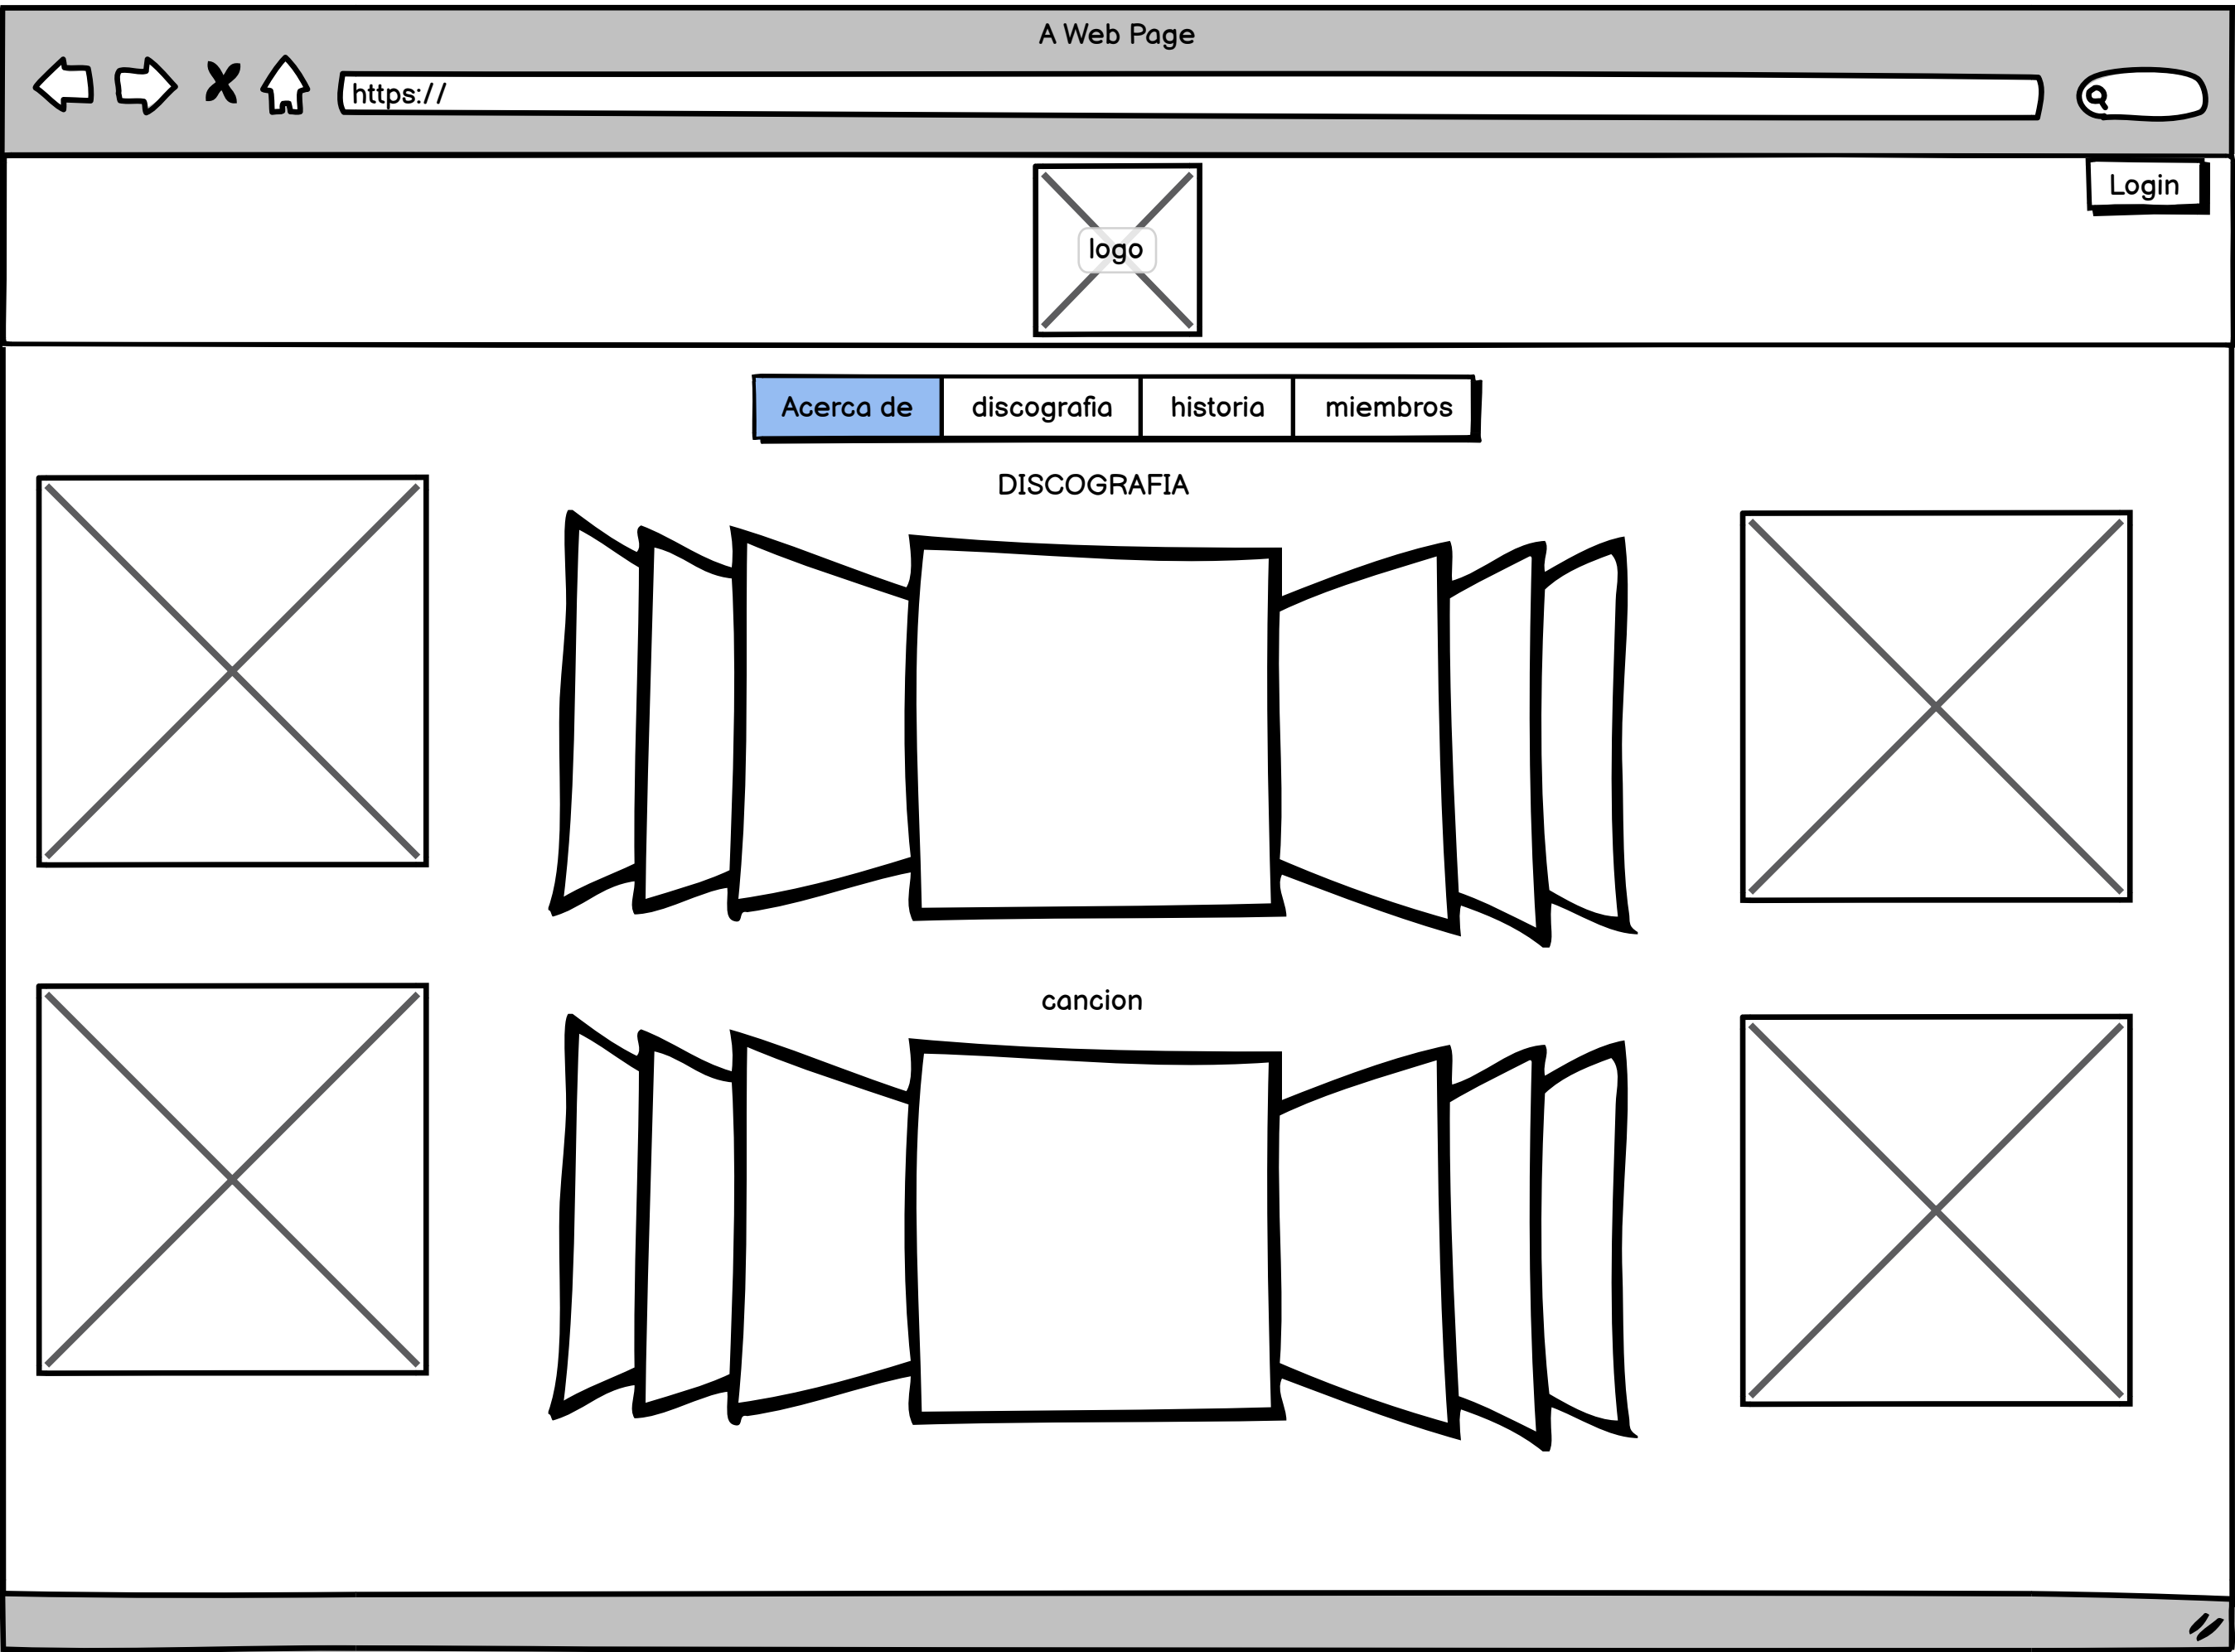 A Web Page
https://
Login
logo
Acerca de discografia historia miembros
DISCOGRAFIA
cancion